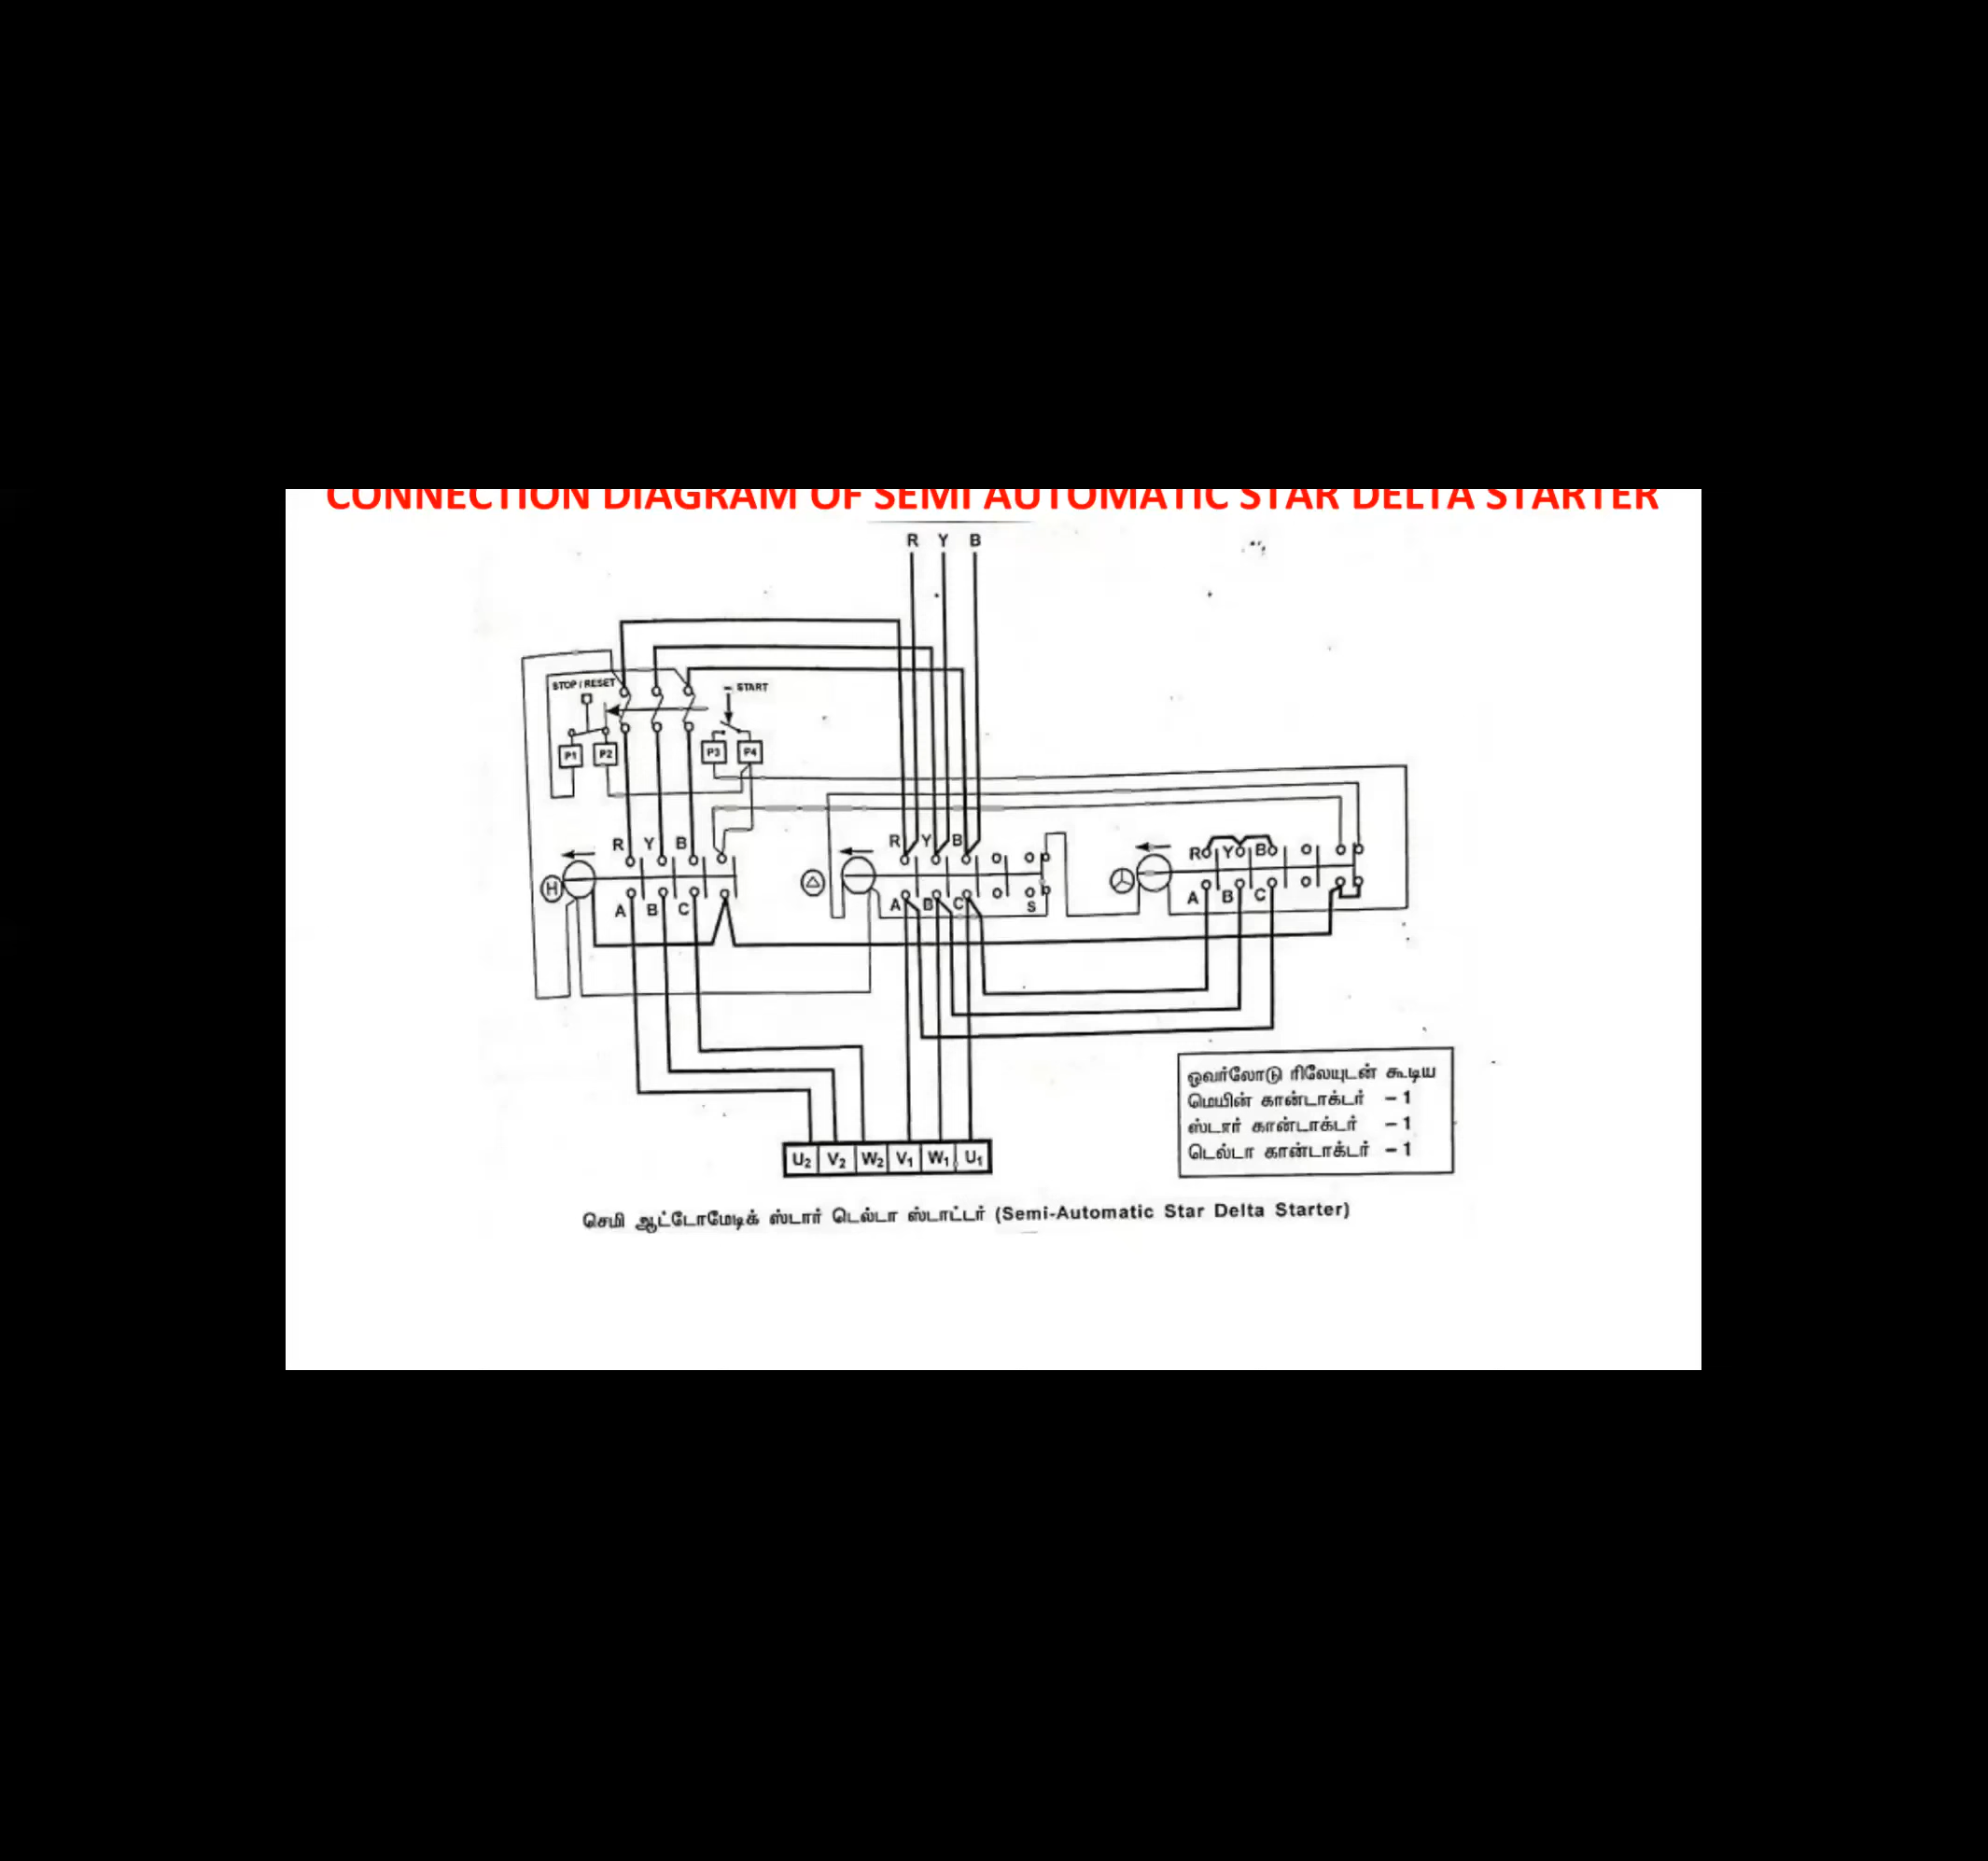 CONNECTION DIAGRAM OF SEMI AUTOMATIC STAR DELTA STARTER
R Y B
STOP / RESET
START
P1 P2 P3 P4
R Y B
R Y B
R Y B
H
A B C
A B C S
A B C
U2 V2 W2 V1 W1 U1
ஓவர்லோடு ரிலேயுடன் கூடிய
மெயின் கான்டாக்டர் – 1
ஸ்டார் கான்டாக்டர் – 1
டெல்டா கான்டாக்டர் – 1
செமி ஆட்டோமேடிக் ஸ்டார் டெல்டா ஸ்டாட்டர் (Semi-Automatic Star Delta Starter)